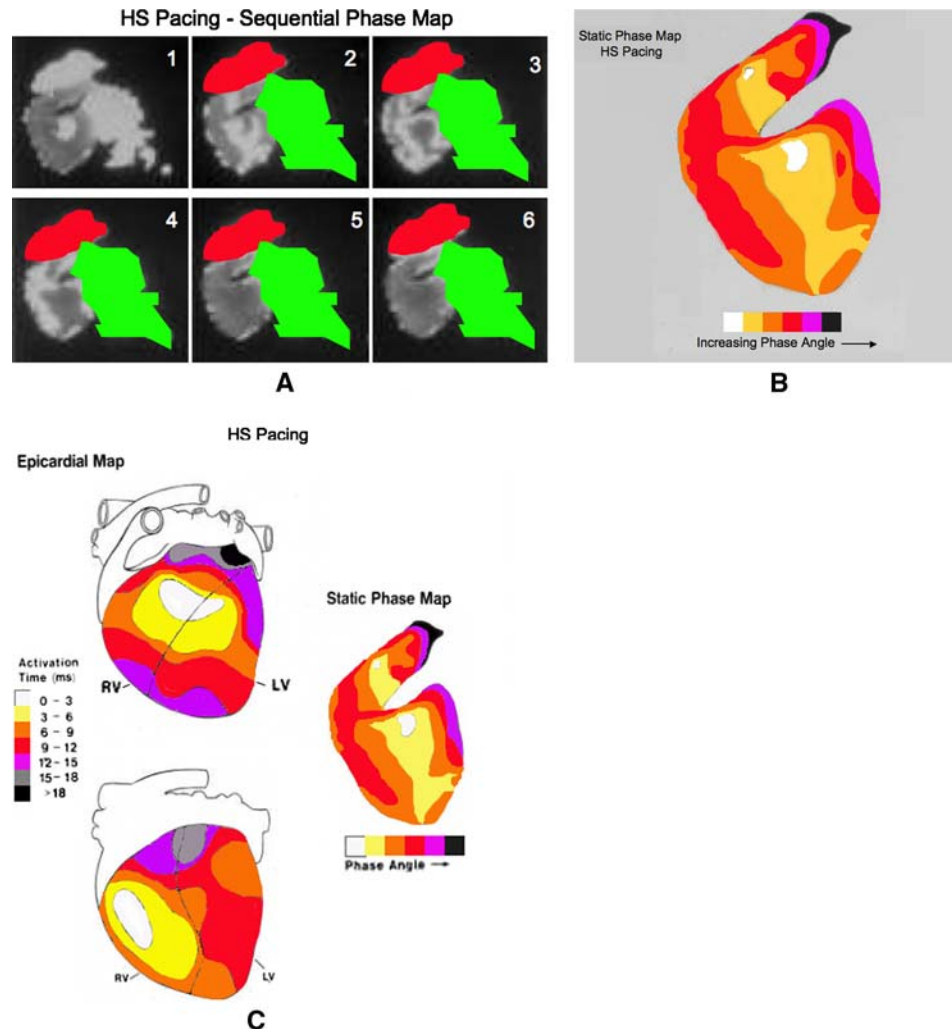 HS Pacing - Sequential Phase Map
1
2
3
4
5
6
A
Static Phase Map
HS Pacing
Increasing Phase Angle →
B
HS Pacing
Epicardial Map
Activation
Time (ms)
0 - 3
3 - 6
6 - 9
9 - 12
12 - 15
15 - 18
>18
RV
LV
RV
LV
Static Phase Map
Phase Angle →
C